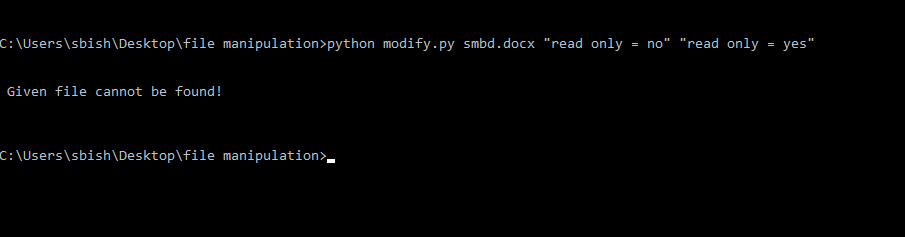 C:\Users\sbish\Desktop\file manipulation>python modify.py smbd.docx "read only = no" "read only = yes"
Given file cannot be found!
C:\Users\sbish\Desktop\file manipulation>